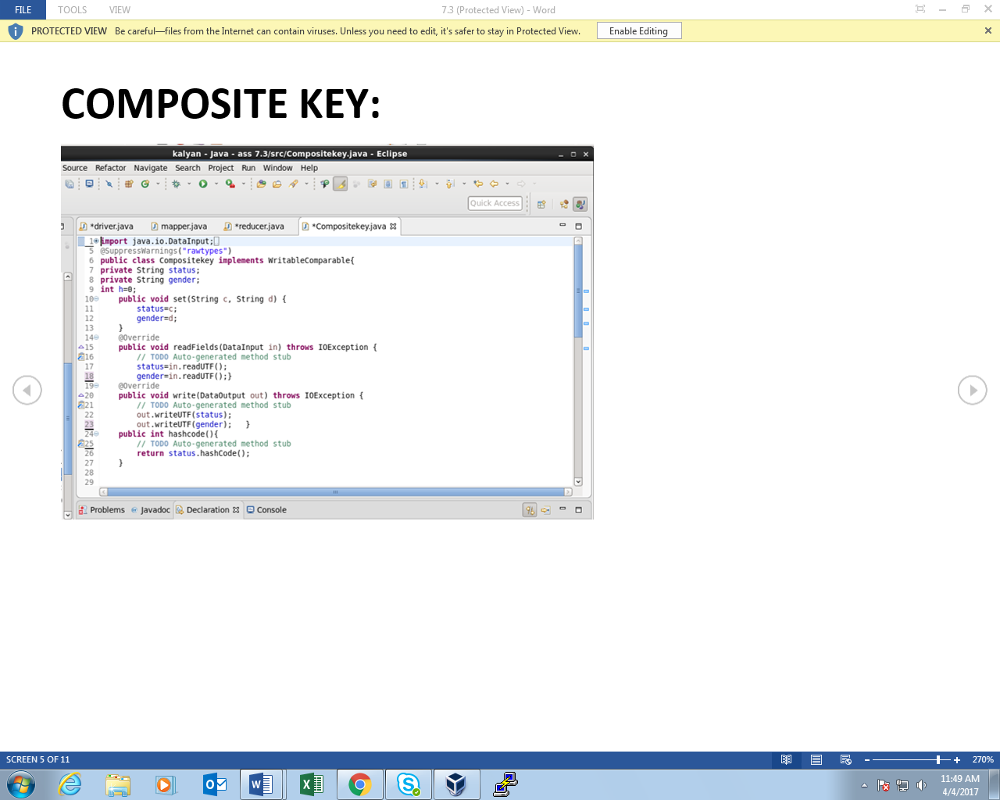 FILE TOOLS VIEW 7.3 (Protected View) - Word
PROTECTED VIEW Be careful—files from the Internet can contain viruses. Unless you need to edit, it's safer to stay in Protected View. Enable Editing
COMPOSITE KEY:
kalyan - Java - ass 7.3/src/Compositekey.java - Eclipse
Source Refactor Navigate Search Project Run Window Help
Quick Access
*driver.java mapper.java *reducer.java *Compositekey.java
1 import java.io.DataInput;
5 @SuppressWarnings("rawtypes")
6 public class Compositekey implements WritableComparable{
7 private String status;
8 private String gender;
9 int h=0;
10 public void set(String c, String d) {
11 status=c;
12 gender=d;
13 }
14 @Override
15 public void readFields(DataInput in) throws IOException {
16 // TODO Auto-generated method stub
17 status=in.readUTF();
18 gender=in.readUTF();}
19 @Override
20 public void write(DataOutput out) throws IOException {
21 // TODO Auto-generated method stub
22 out.writeUTF(status);
23 out.writeUTF(gender); }
24 public int hashcode(){
25 // TODO Auto-generated method stub
26 return status.hashCode();
27 }
28
29
Problems Javadoc Declaration Console
SCREEN 5 OF 11 270%
11:49 AM
4/4/2017